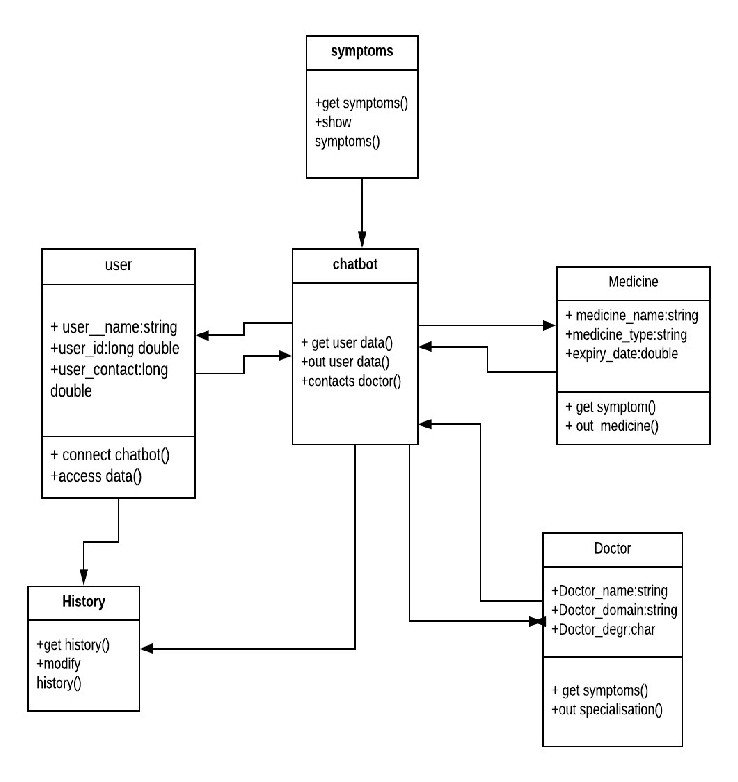 symptoms
+get symptoms()
+show
symptoms()
user
+ user__name:string
+user_id:long double
+user_contact:long
double
+ connect chatbot()
+access data()
chatbot
+ get user data()
+out user data()
+contacts doctor()
Medicine
+ medicine_name:string
+medicine_type:string
+expiry_date:double
+ get symptom()
+ out medicine()
History
+get history()
+modify
history()
Doctor
+Doctor_name:string
+Doctor_domain:string
+Doctor_degr:char
+ get symptoms()
+out specialisation()